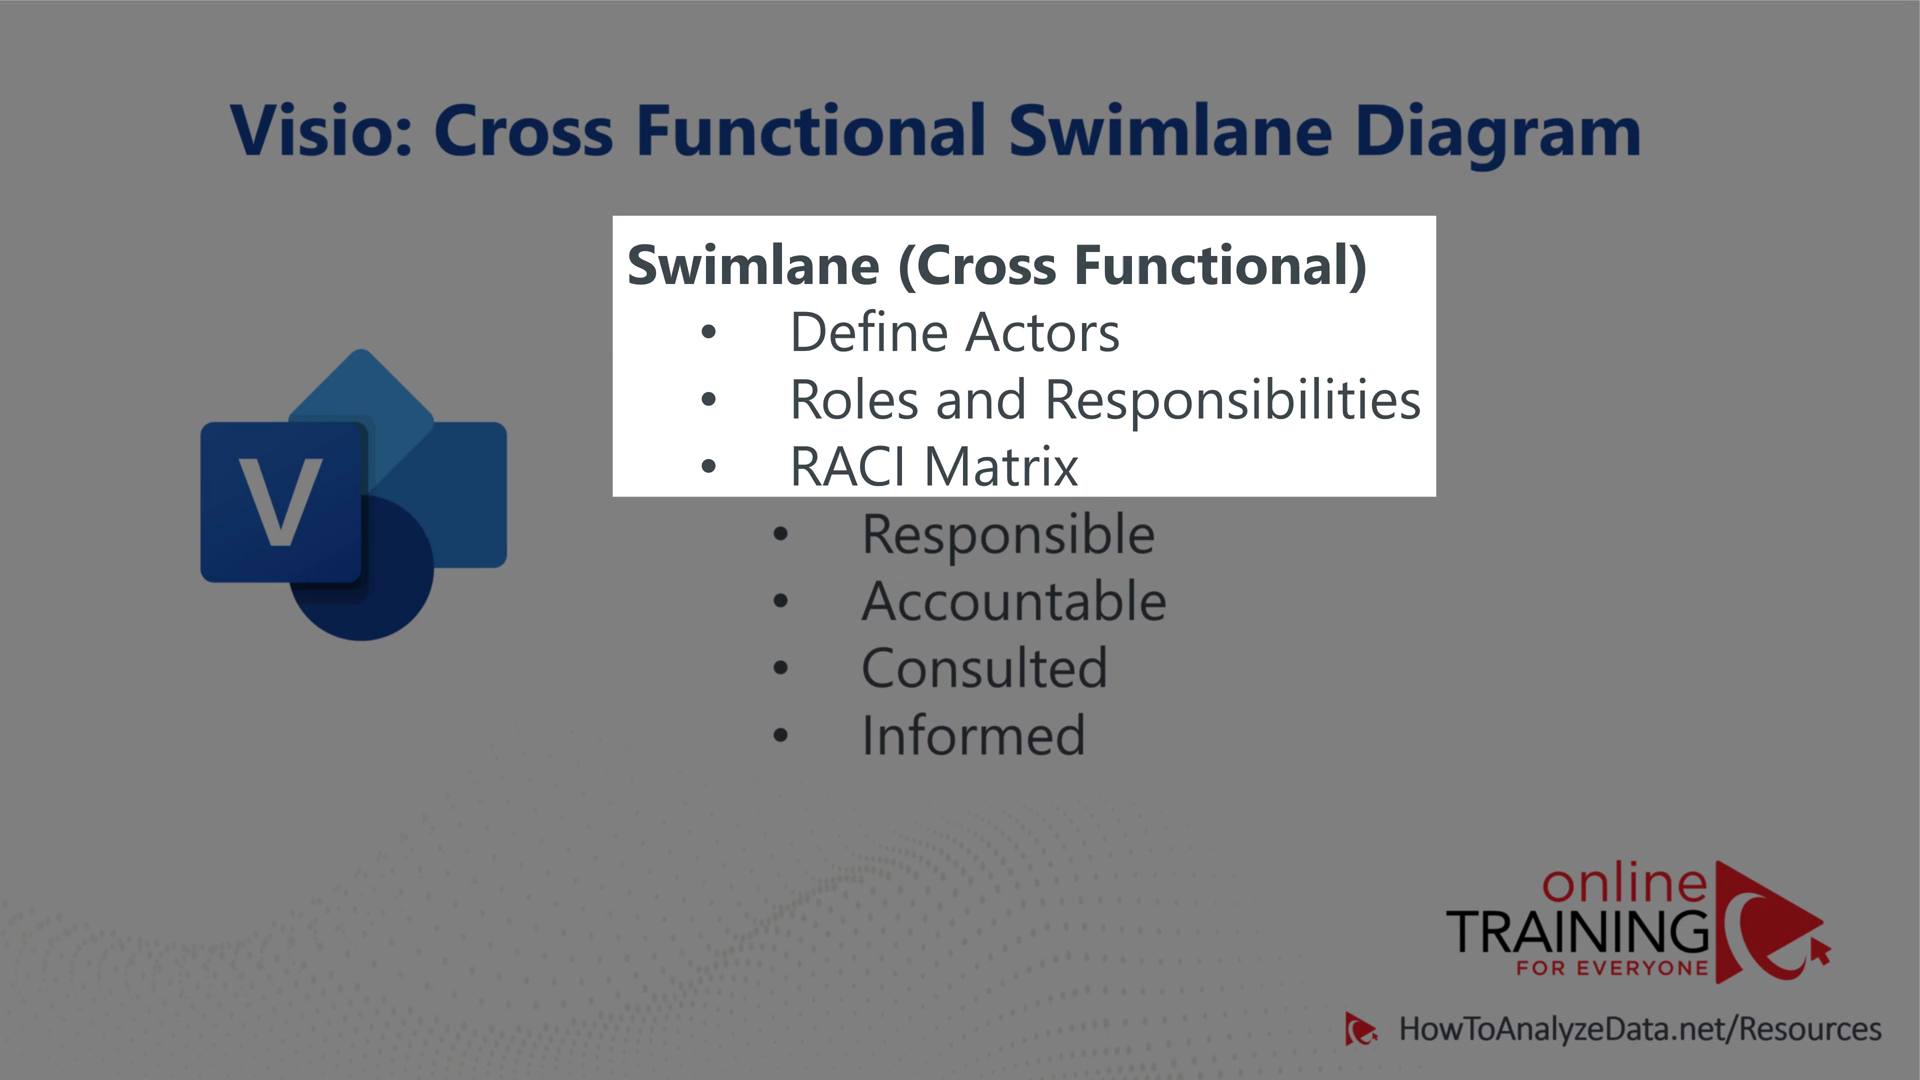 Visio: Cross Functional Swimlane Diagram
Swimlane (Cross Functional)
• Define Actors
• Roles and Responsibilities
• RACI Matrix
• Responsible
• Accountable
• Consulted
• Informed
V
online
TRAINING
FOR EVERYONE
HowToAnalyzeData.net/Resources